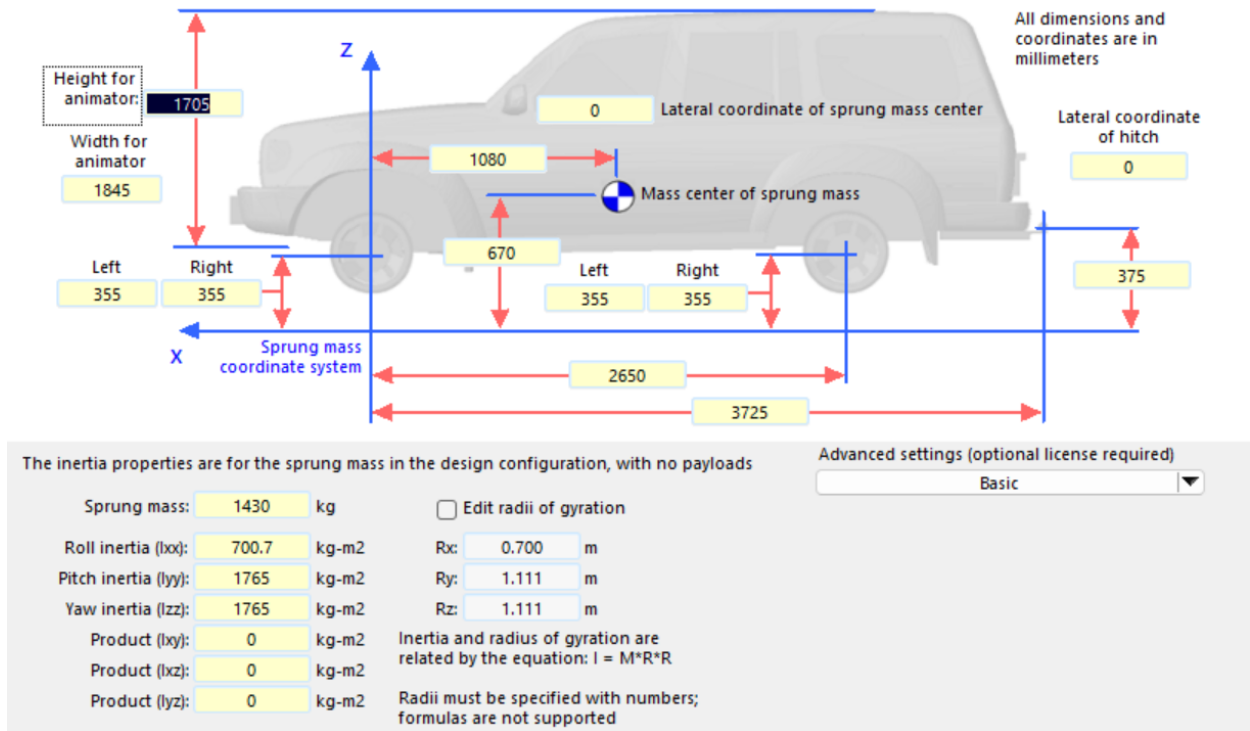 All dimensions and
coordinates are in
millimeters
Z
Height for
animator:
1705
0
Lateral coordinate of sprung mass center
Lateral coordinate
of hitch
0
Width for
animator
1845
1080
Mass center of sprung mass
670
Left
Right
355
355
Left
Right
355
355
375
X
Sprung mass
coordinate system
2650
3725
The inertia properties are for the sprung mass in the design configuration, with no payloads
Advanced settings (optional license required)
Basic
Sprung mass: 1430 kg
Edit radii of gyration
Roll inertia (Ixx): 700.7 kg-m2
Rx: 0.700 m
Pitch inertia (Iyy): 1765 kg-m2
Ry: 1.111 m
Yaw inertia (Izz): 1765 kg-m2
Rz: 1.111 m
Product (Ixy): 0 kg-m2
Product (Ixz): 0 kg-m2
Product (Iyz): 0 kg-m2
Inertia and radius of gyration are
related by the equation: I = M*R*R
Radii must be specified with numbers;
formulas are not supported